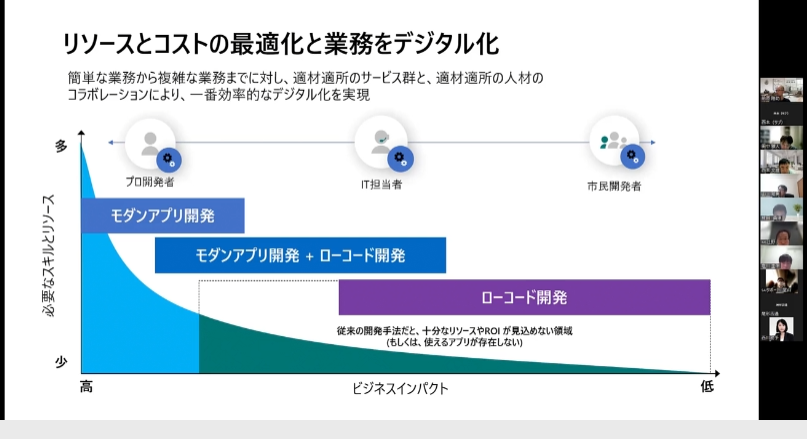 リソースとコストの最適化と業務をデジタル化
簡単な業務から複雑な業務までに対し、適材適所のサービス群と、適材適所の人材の
コラボレーションにより、一番効率的なデジタル化を実現
多
プロ開発者
IT担当者
市民開発者
必要なスキルとリソース
モダンアプリ開発
モダンアプリ開発 + ローコード開発
ローコード開発
従来の開発手法だと、十分なリソースやROI が見込めない領域
(もしくは、使えるアプリが存在しない)
少
高
ビジネスインパクト
低